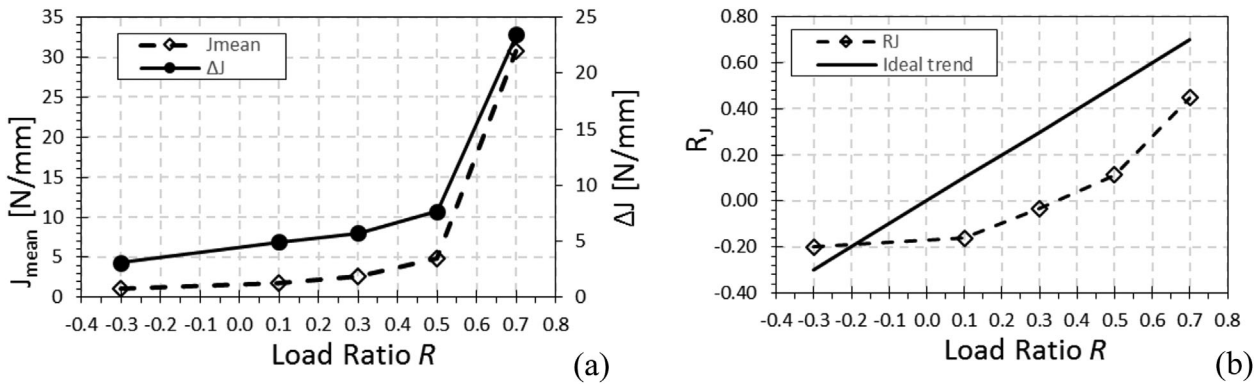 35
30
25
20
15
10
5
0
J_mean [N/mm]
Jmean
ΔJ
25
20
15
10
5
0
ΔJ [N/mm]
-0.4 -0.3 -0.2 -0.1 0.0 0.1 0.2 0.3 0.4 0.5 0.6 0.7 0.8
Load Ratio R
(a)
0.80
0.60
0.40
0.20
0.00
-0.20
-0.40
R_J
RJ
Ideal trend
-0.4 -0.3 -0.2 -0.1 0.0 0.1 0.2 0.3 0.4 0.5 0.6 0.7 0.8
Load Ratio R
(b)